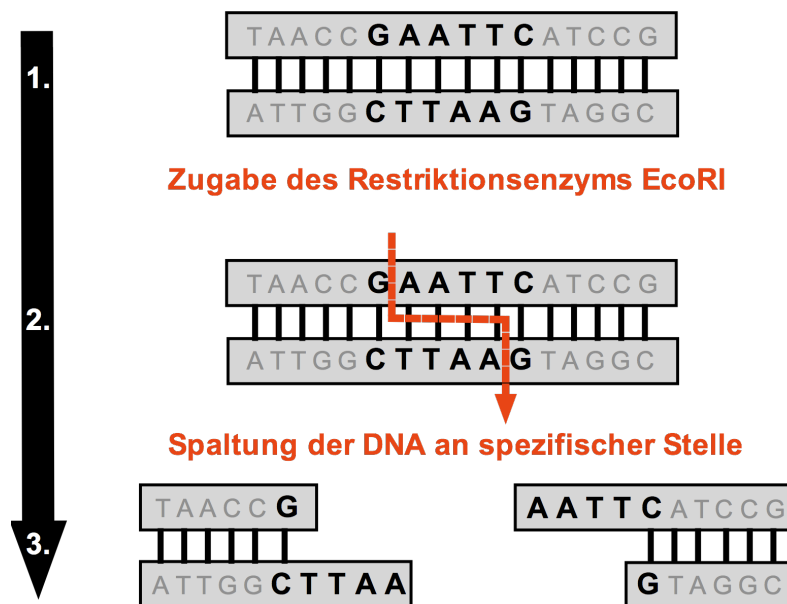 1.
TAACCGAATTCATCCG
ATTGGCTTAAGTAGGC
Zugabe des Restriktionsenzyms EcoRI
2.
TAACCGAATTCATCCG
ATTGGCTTAAGTAGGC
Spaltung der DNA an spezifischer Stelle
3.
TAACCG AATTCATCCG
ATTGGCTTAA GTAGGC